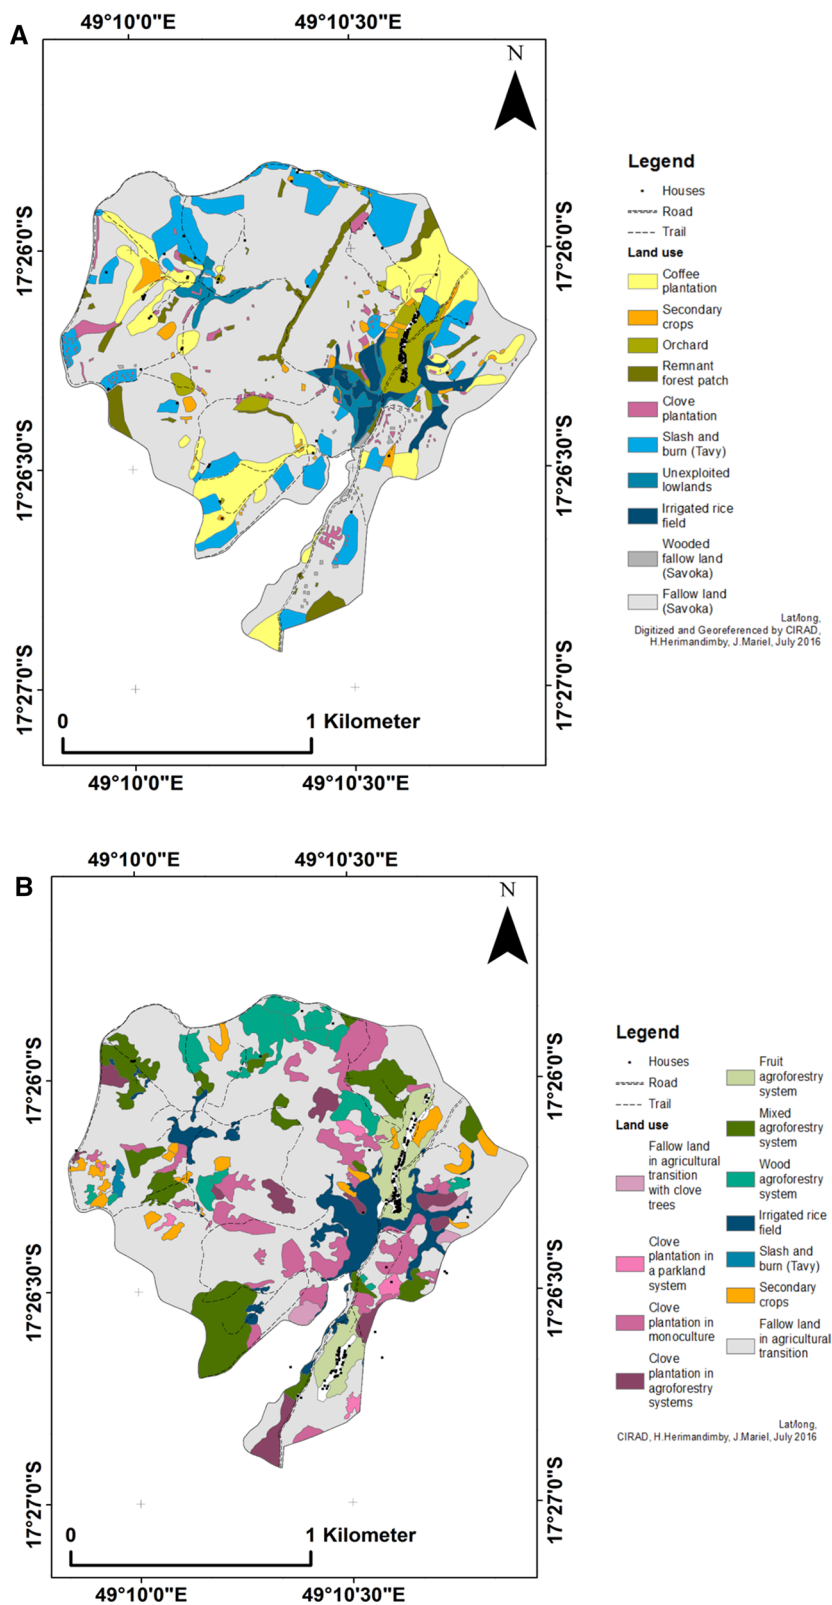 A
49°10'0"E
49°10'30"E
N
17°26'0"S
17°26'0"S
17°26'30"S
17°26'30"S
17°27'0"S
17°27'0"S
0
1 Kilometer
49°10'0"E
49°10'30"E
Legend
Houses
Road
Trail
Land use
Coffee
plantation
Secondary
crops
Orchard
Remnant
forest patch
Clove
plantation
Slash and
burn (Tavy)
Unexploited
lowlands
Irrigated rice
field
Wooded
fallow land
(Savoka)
Fallow land
(Savoka)
Lat/long,
Digitized and Georeferenced by CIRAD,
H.Herimandimby, J.Mariel, July 2016
B
49°10'0"E
49°10'30"E
N
17°26'0"S
17°26'0"S
17°26'30"S
17°26'30"S
17°27'0"S
17°27'0"S
0
1 Kilometer
49°10'0"E
49°10'30"E
Legend
Houses
Road
Trail
Land use
Fallow land
in agricultural
transition
with clove
trees
Clove
plantation in
a parkland
system
Clove
plantation in
monoculture
Clove
plantation in
agroforestry
systems
Fruit
agroforestry
system
Mixed
agroforestry
system
Wood
agroforestry
system
Irrigated rice
field
Slash and
burn (Tavy)
Secondary
crops
Fallow land
in agricultural
transition
Lat/long,
CIRAD, H.Herimandimby, J.Mariel, July 2016